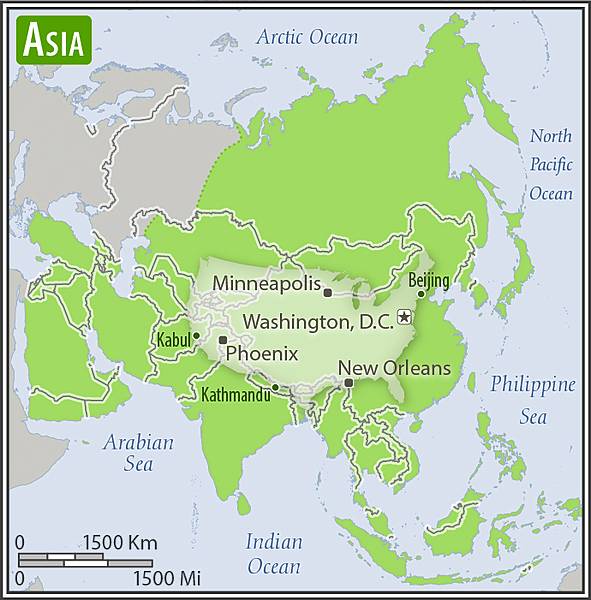 ASIA
Arctic Ocean
North
Pacific
Ocean
Minneapolis
Beijing
Washington, D.C.
Kabul
Phoenix
New Orleans
Kathmandu
Philippine
Sea
Arabian
Sea
Indian
Ocean
0 1500 Km
0 1500 Mi